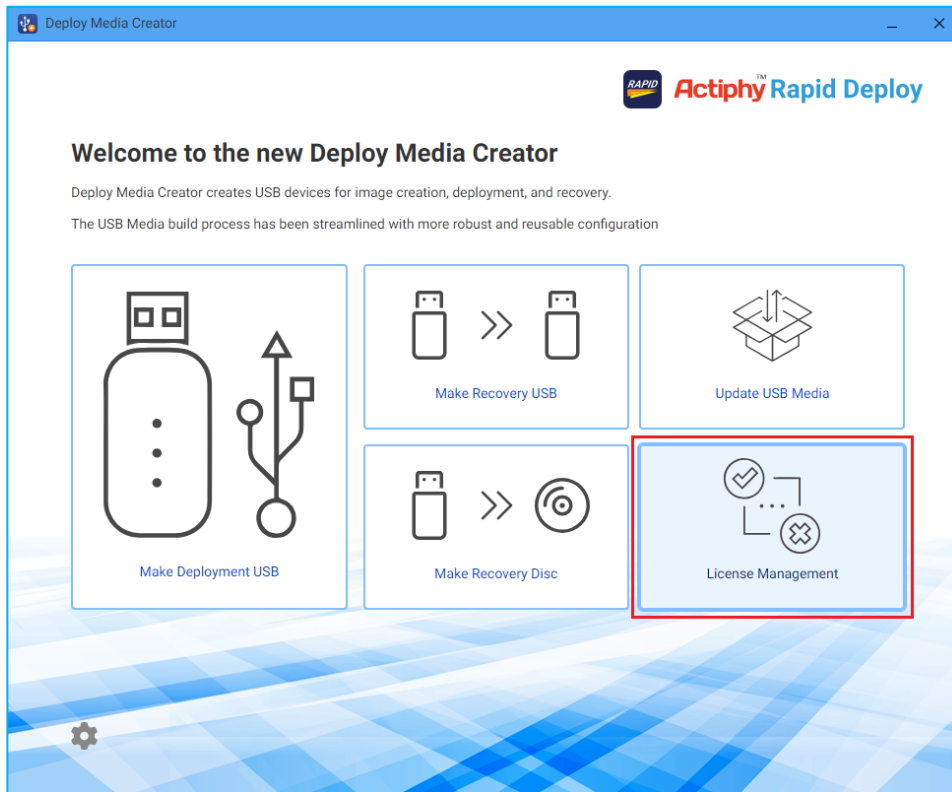 Deploy Media Creator
RAPID Actiphy™ Rapid Deploy
Welcome to the new Deploy Media Creator
Deploy Media Creator creates USB devices for image creation, deployment, and recovery.
The USB Media build process has been streamlined with more robust and reusable configuration
Make Deployment USB
Make Recovery USB
Update USB Media
Make Recovery Disc
License Management